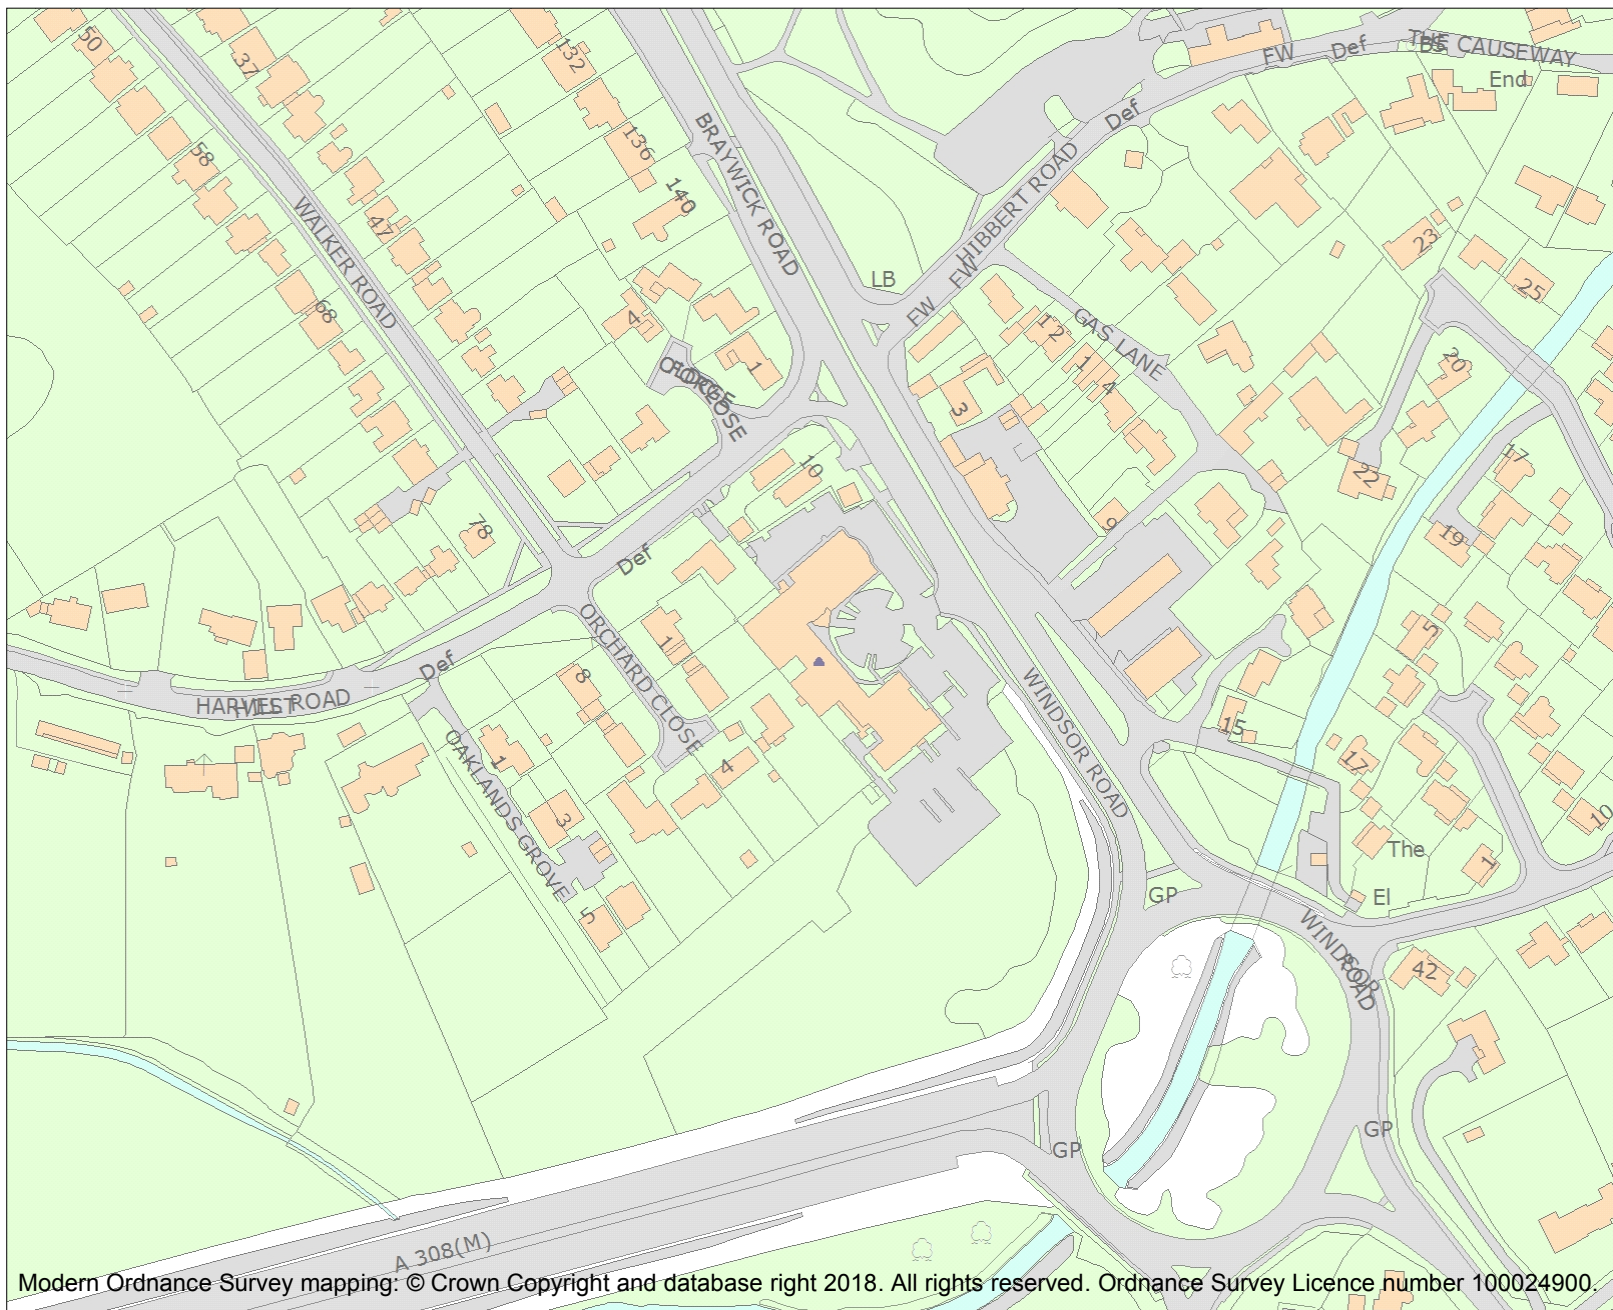 50
37
132
FW
Def
THE CAUSEWAY
End
58
136
BRAYWICK ROAD
Def
140
47
WALKER ROAD
HIBBERT ROAD
23
LB
FW
FW
25
68
4
12
GAS LANE
1
1
4
20
CLOSE
3
10
17
22
9
19
78
Def
ORCHARD CLOSE
1
5
Def
8
HARVEST
ROAD
WINDSOR ROAD
15
OAKLANDS GROVE
1
4
17
3
The
1
10
5
GP
El
WINDSOR
ROAD
42
GP
GP
A 308(M)
Modern Ordnance Survey mapping: © Crown Copyright and database right 2018. All rights reserved. Ordnance Survey Licence number 100024900.